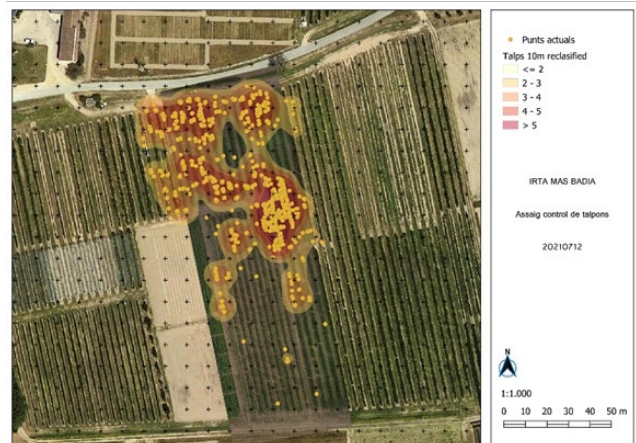 Punts actuals
Talps 10m reclasified
<= 2
2 - 3
3 - 4
4 - 5
> 5
IRTA MAS BADIA
Assaig control de talpons
20210712
N
1:1.000
0 10 20 30 40 50 m